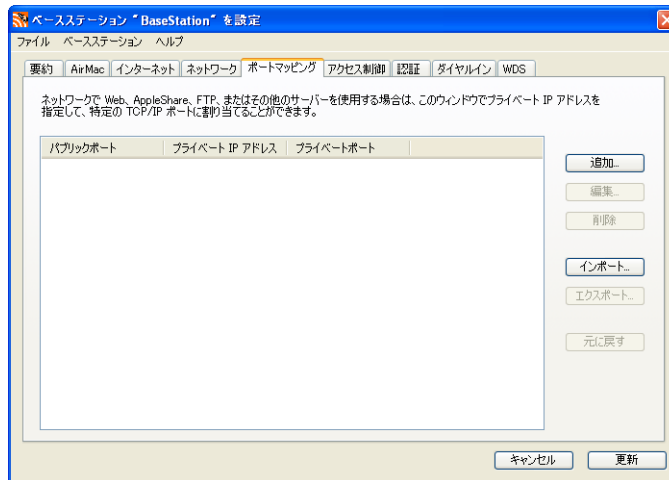 ベースステーション "BaseStation" を設定
ファイル ベースステーション ヘルプ
要約 AirMac インターネット ネットワーク ポートマッピング アクセス制御 認証 ダイヤルイン WDS
ネットワークで Web、AppleShare、FTP、またはその他のサーバーを使用する場合は、このウィンドウでプライベート IP アドレスを
指定して、特定の TCP/IP ポートに割り当てることができます。
パブリックポート プライベート IP アドレス プライベートポート
追加...
編集...
削除
インポート...
エクスポート...
元に戻す
キャンセル 更新